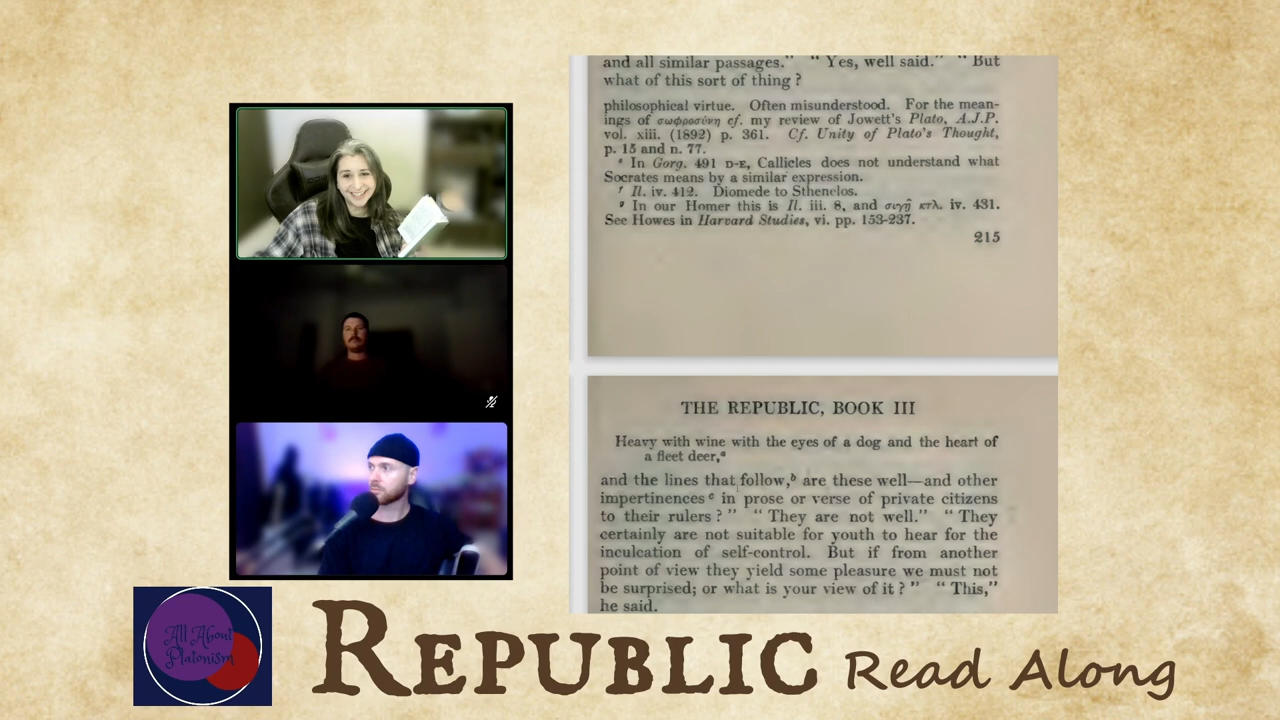 and all similar passages.” “ Yes, well said.” “ But
what of this sort of thing ?
philosophical virtue. Often misunderstood. For the mean-
ings of σωφροσύνη cf. my review of Jowett’s Plato, A.J.P.
vol. xiii. (1892) p. 361. Cf. Unity of Plato’s Thought,
p. 15 and n. 77.
ᵉ In Gorg. 491 D-E, Callicles does not understand what
Socrates means by a similar expression.
ᶠ Il. iv. 412. Diomede to Sthenelos.
ᵍ In our Homer this is Il. iii. 8, and σιγῇ κτλ. iv. 431.
See Howes in Harvard Studies, vi. pp. 153-237.
215
THE REPUBLIC, BOOK III
Heavy with wine with the eyes of a dog and the heart of
a fleet deer,ᵃ
and the lines that follow,ᵇ are these well—and other
impertinences ᶜ in prose or verse of private citizens
to their rulers ? ” “ They are not well.” “ They
certainly are not suitable for youth to hear for the
inculcation of self-control. But if from another
point of view they yield some pleasure we must not
be surprised; or what is your view of it ? ” “ This,”
he said.
All About
Platonism
REPUBLIC Read Along